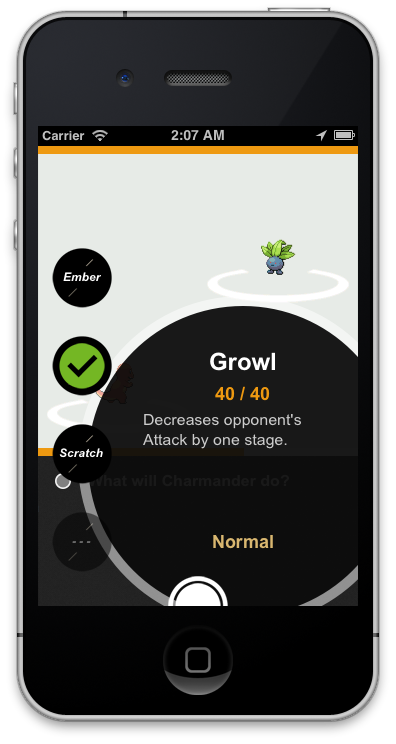 Carrier 2:07 AM
Ember
Growl
40 / 40
Decreases opponent's
Attack by one stage.
Scratch
What will Charmander do?
---
Normal